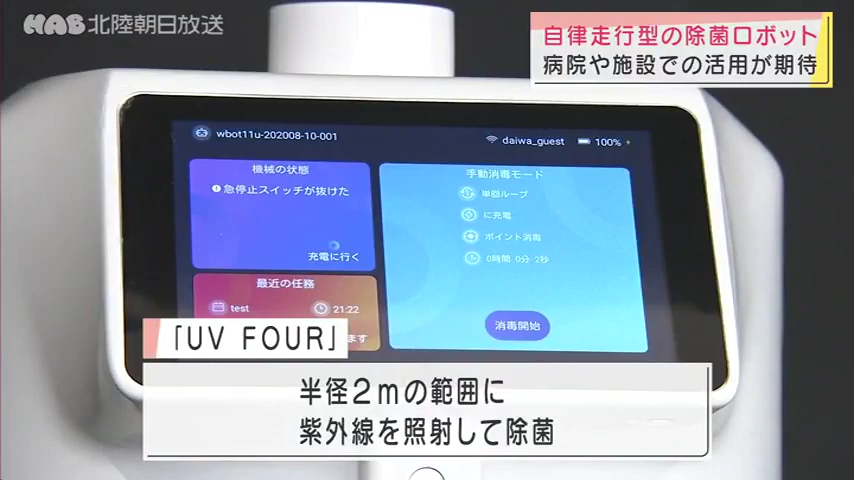 HAB 北陸朝日放送
自律走行型の除菌ロボット
病院や施設での活用が期待
wbot11u-202008-10-001
daiwa_guest
100%
機械の状態
急停止スイッチが抜けた
充電に行く
最近の任務
test
21:22
ます
手動消毒モード
単回ループ
に充電
ポイント消毒
0時間 0分 2秒
消毒開始
「UV FOUR」
半径2mの範囲に
紫外線を照射して除菌